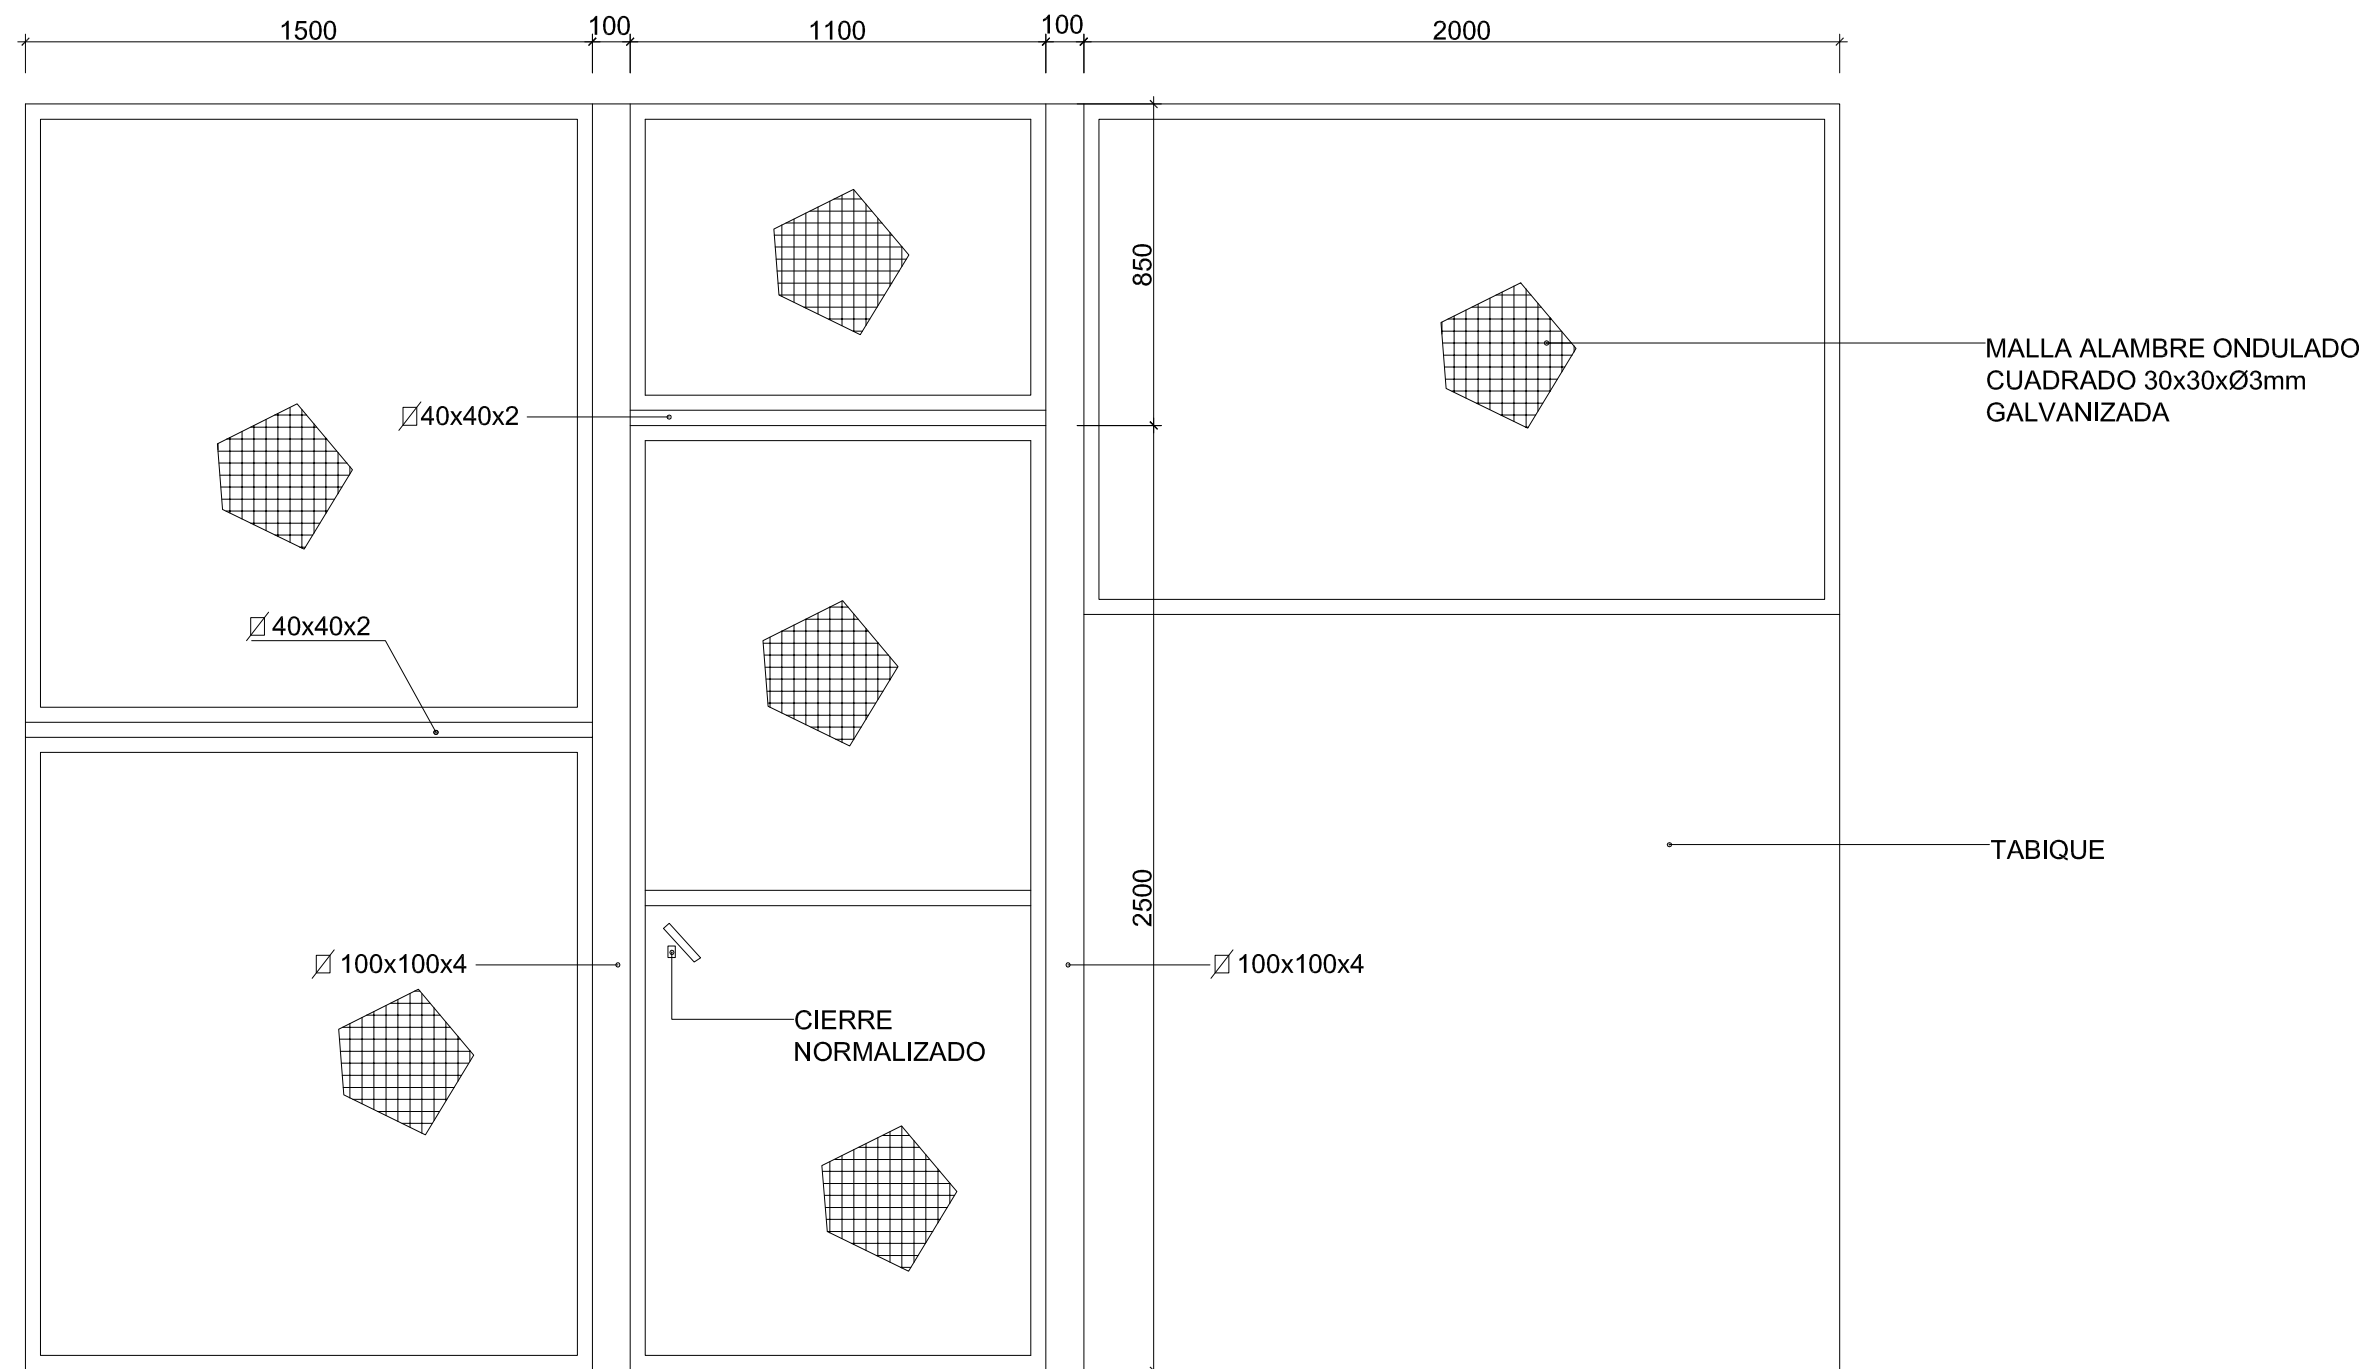 1500
100
1100
100
2000
850
MALLA ALAMBRE ONDULADO
CUADRADO 30x30xØ3mm
GALVANIZADA
40x40x2
40x40x2
TABIQUE
2500
100x100x4
100x100x4
CIERRE
NORMALIZADO